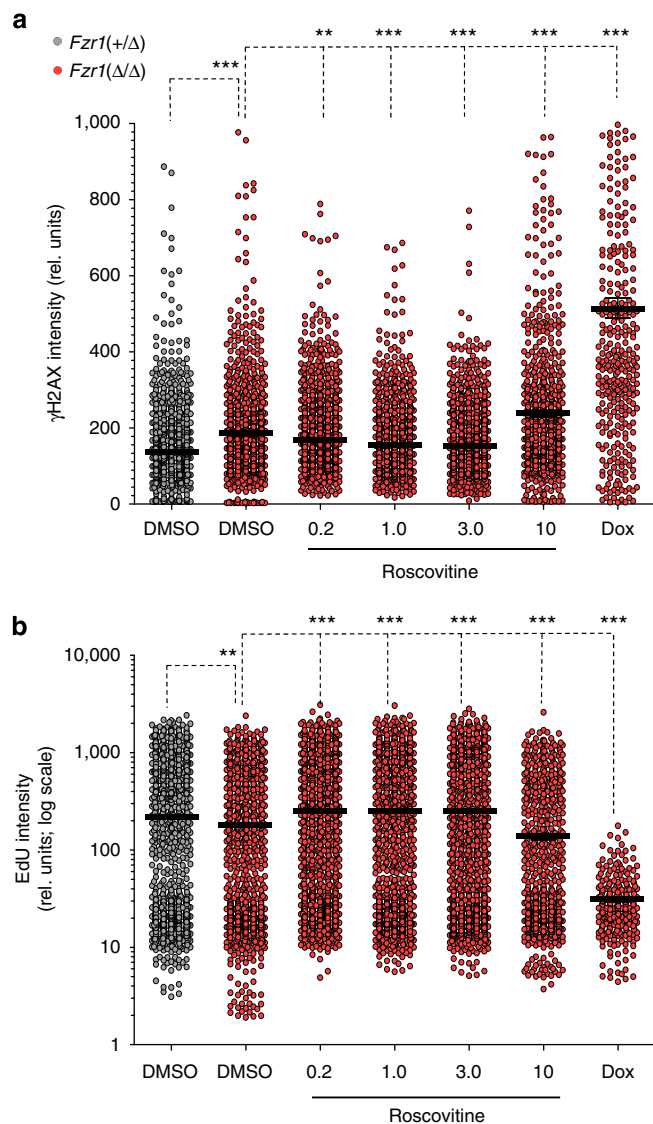 a
Fzr1(+/Δ)
Fzr1(Δ/Δ)
*** ** *** *** *** ***
γH2AX intensity (rel. units)
1,000
800
600
400
200
0
DMSO DMSO 0.2 1.0 3.0 10 Dox
Roscovitine
b
** *** *** *** *** ***
EdU intensity
(rel. units; log scale)
10,000
1,000
100
10
1
DMSO DMSO 0.2 1.0 3.0 10 Dox
Roscovitine